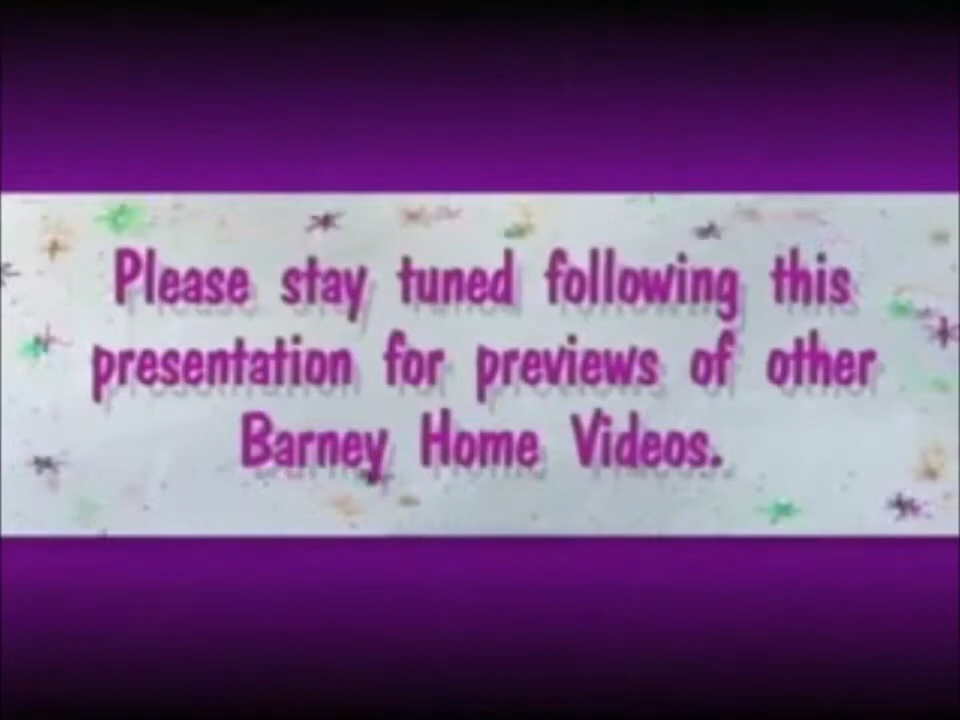 Please stay tuned following this
presentation for previews of other
Barney Home Videos.